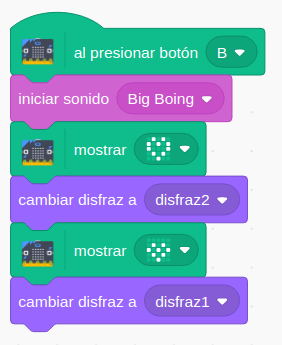 al presionar botón B
iniciar sonido Big Boing
mostrar
cambiar disfraz a disfraz2
mostrar
cambiar disfraz a disfraz1